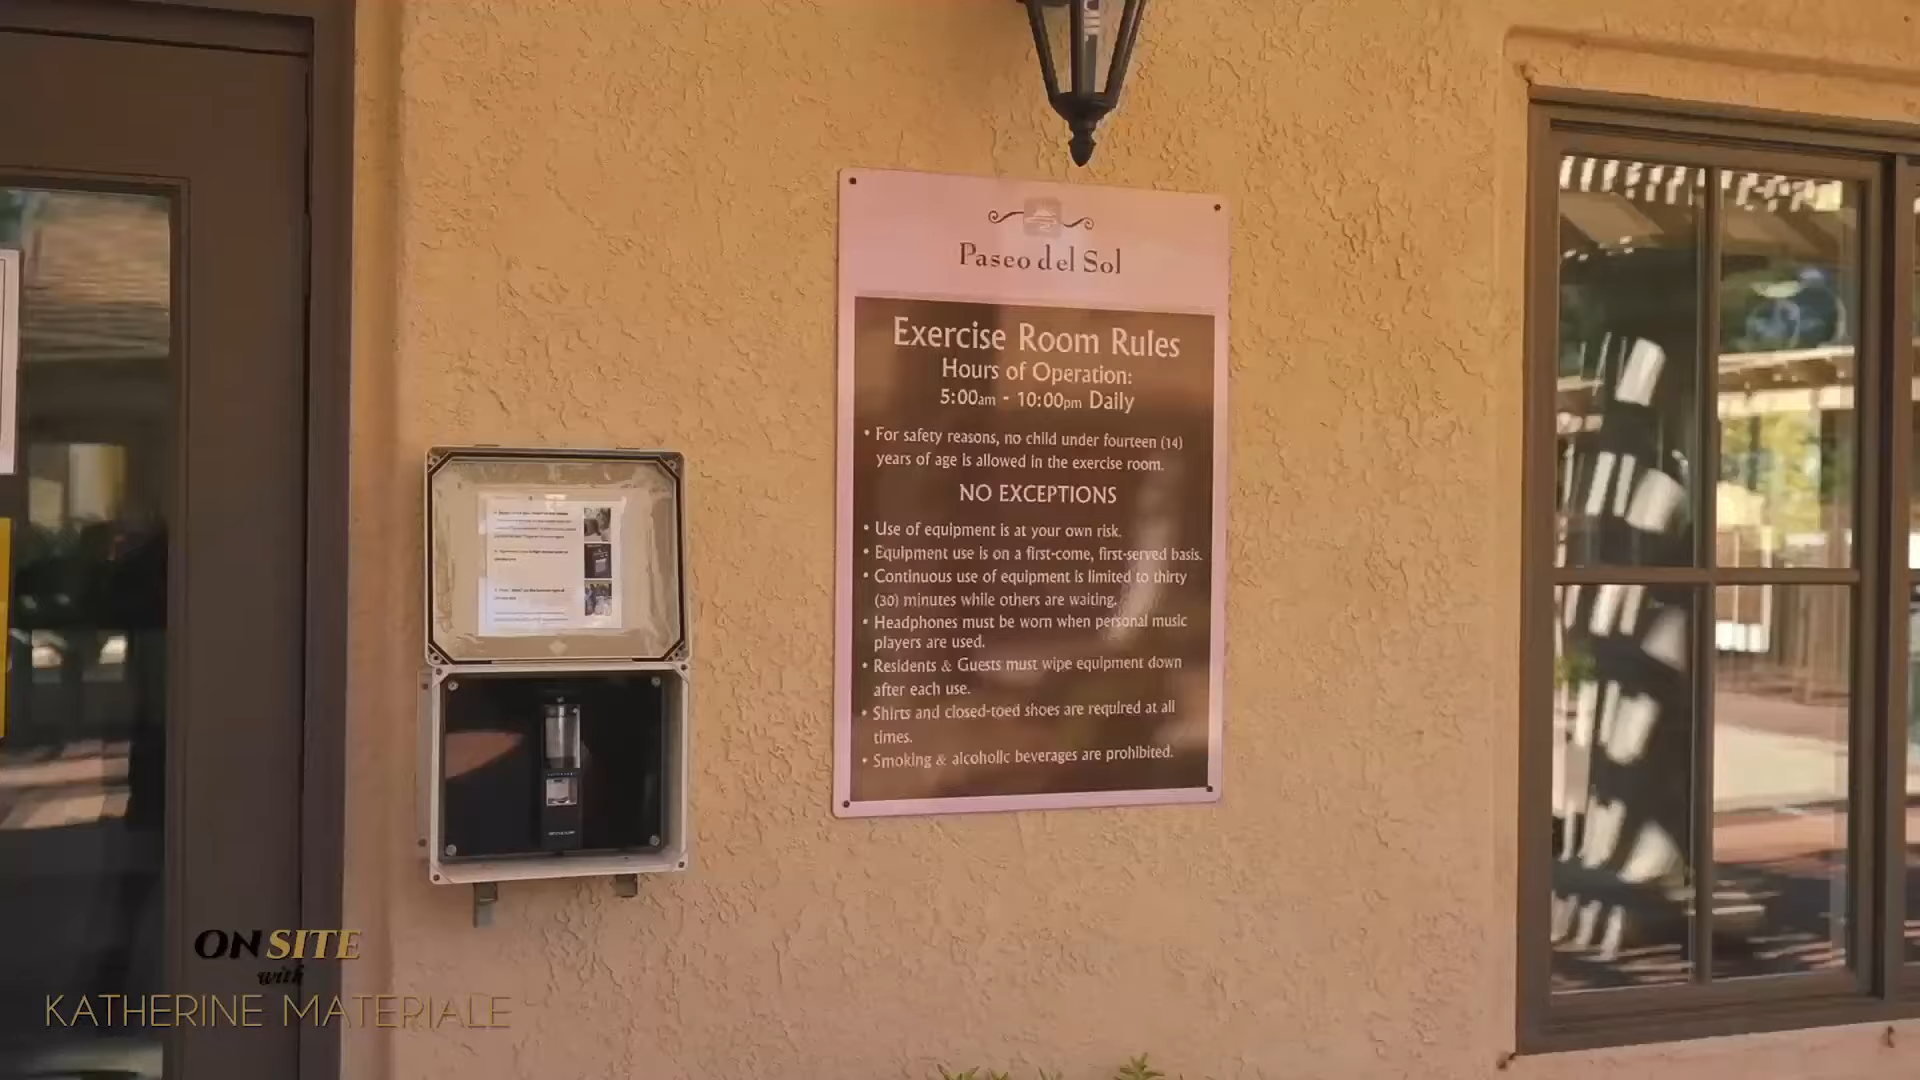 Paseo del Sol
Exercise Room Rules
Hours of Operation:
5:00am - 10:00pm Daily
• For safety reasons, no child under fourteen (14)
years of age is allowed in the exercise room.
NO EXCEPTIONS
• Use of equipment is at your own risk.
• Equipment use is on a first-come, first-served basis.
• Continuous use of equipment is limited to thirty
(30) minutes while others are waiting.
• Headphones must be worn when personal music
players are used.
• Residents & Guests must wipe equipment down
after each use.
• Shirts and closed-toed shoes are required at all
times.
• Smoking & alcoholic beverages are prohibited.
ON SITE
with
KATHERINE MATERIALE